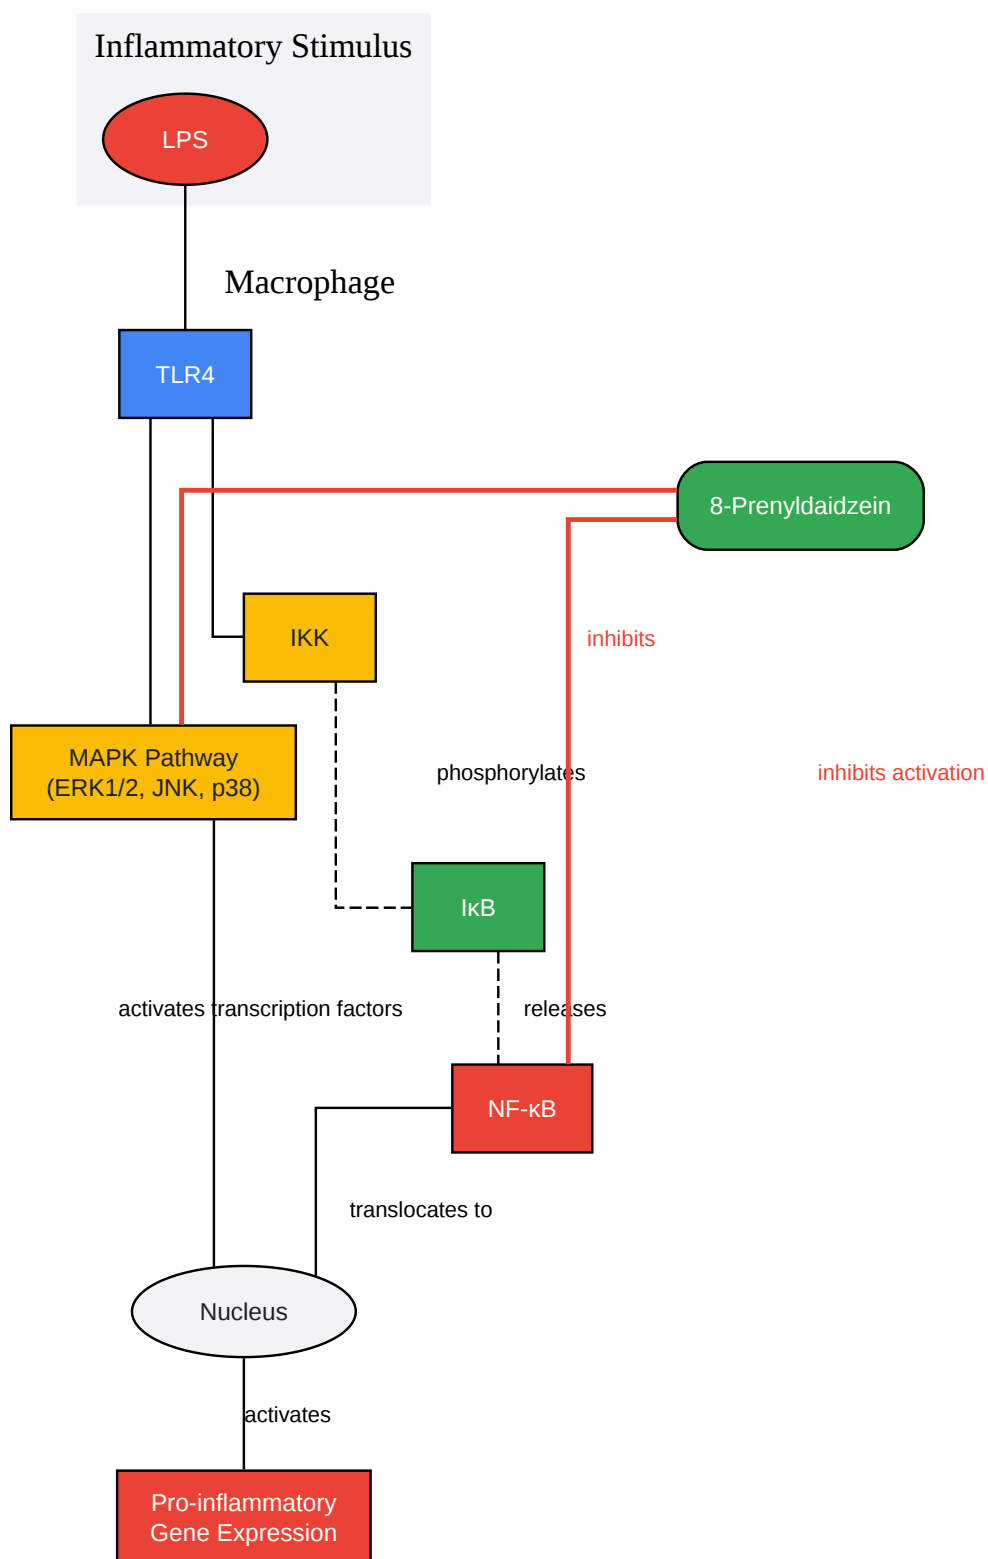 Inflammatory Stimulus
LPS
Macrophage
TLR4
8-Prenyldaidzein
IKK
inhibits
MAPK Pathway
(ERK1/2, JNK, p38)
phosphorylates
inhibits activation
IκB
activates transcription factors
releases
NF-κB
translocates to
Nucleus
activates
Pro-inflammatory
Gene Expression